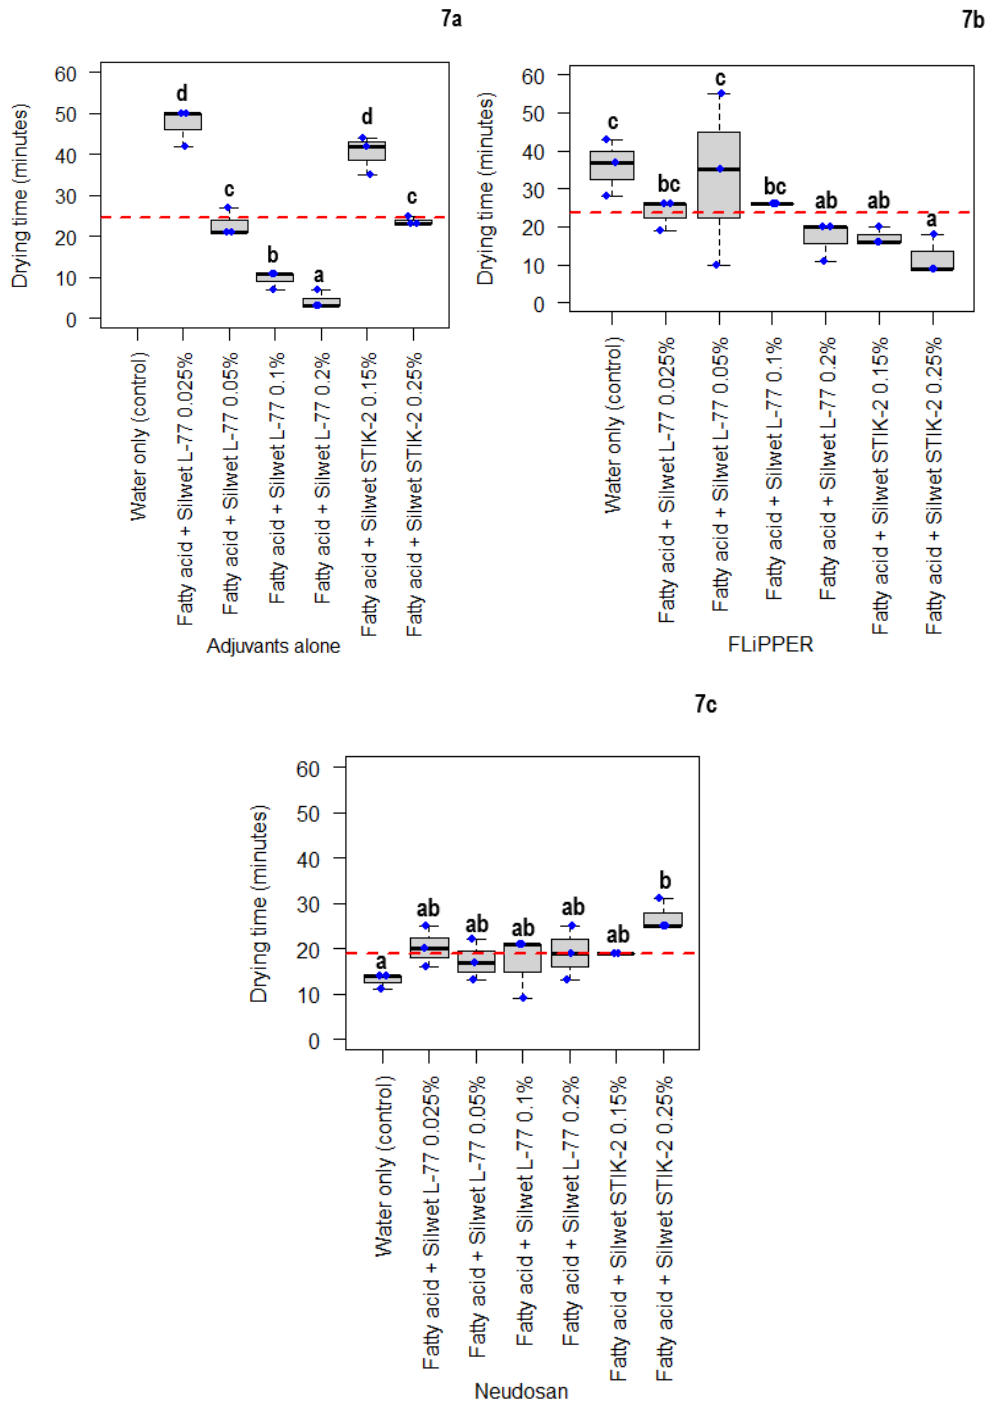 7a
Drying time (minutes)
60
50
40
30
20
10
0
d
c
b
a
d
c
Water only (control)
Fatty acid + Silwet L-77 0.025%
Fatty acid + Silwet L-77 0.05%
Fatty acid + Silwet L-77 0.1%
Fatty acid + Silwet L-77 0.2%
Fatty acid + Silwet STIK-2 0.15%
Fatty acid + Silwet STIK-2 0.25%
Adjuvants alone
7b
Drying time (minutes)
60
50
40
30
20
10
0
c
bc
c
bc
ab
ab
a
Water only (control)
Fatty acid + Silwet L-77 0.025%
Fatty acid + Silwet L-77 0.05%
Fatty acid + Silwet L-77 0.1%
Fatty acid + Silwet L-77 0.2%
Fatty acid + Silwet STIK-2 0.15%
Fatty acid + Silwet STIK-2 0.25%
FLiPPER
7c
Drying time (minutes)
60
50
40
30
20
10
0
a
ab
ab
ab
ab
ab
b
Water only (control)
Fatty acid + Silwet L-77 0.025%
Fatty acid + Silwet L-77 0.05%
Fatty acid + Silwet L-77 0.1%
Fatty acid + Silwet L-77 0.2%
Fatty acid + Silwet STIK-2 0.15%
Fatty acid + Silwet STIK-2 0.25%
Neudosan